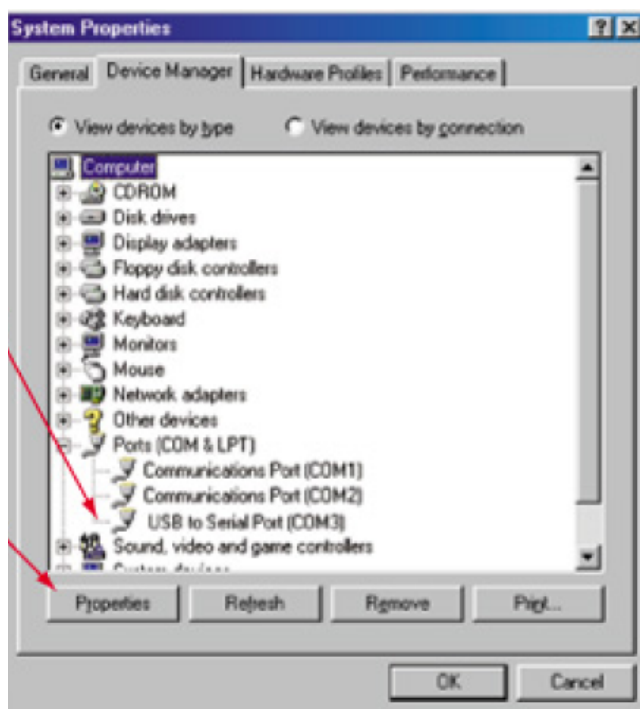 System Properties
General Device Manager Hardware Profiles Performance
View devices by type View devices by connection
Computer
CDROM
Disk drives
Display adapters
Floppy disk controllers
Hard disk controllers
Keyboard
Monitors
Mouse
Network adapters
Other devices
Ports (COM & LPT)
Communications Port (COM1)
Communications Port (COM2)
USB to Serial Port (COM3)
Sound, video and game controllers
System devices
Properties Refresh Remove Print...
OK Cancel